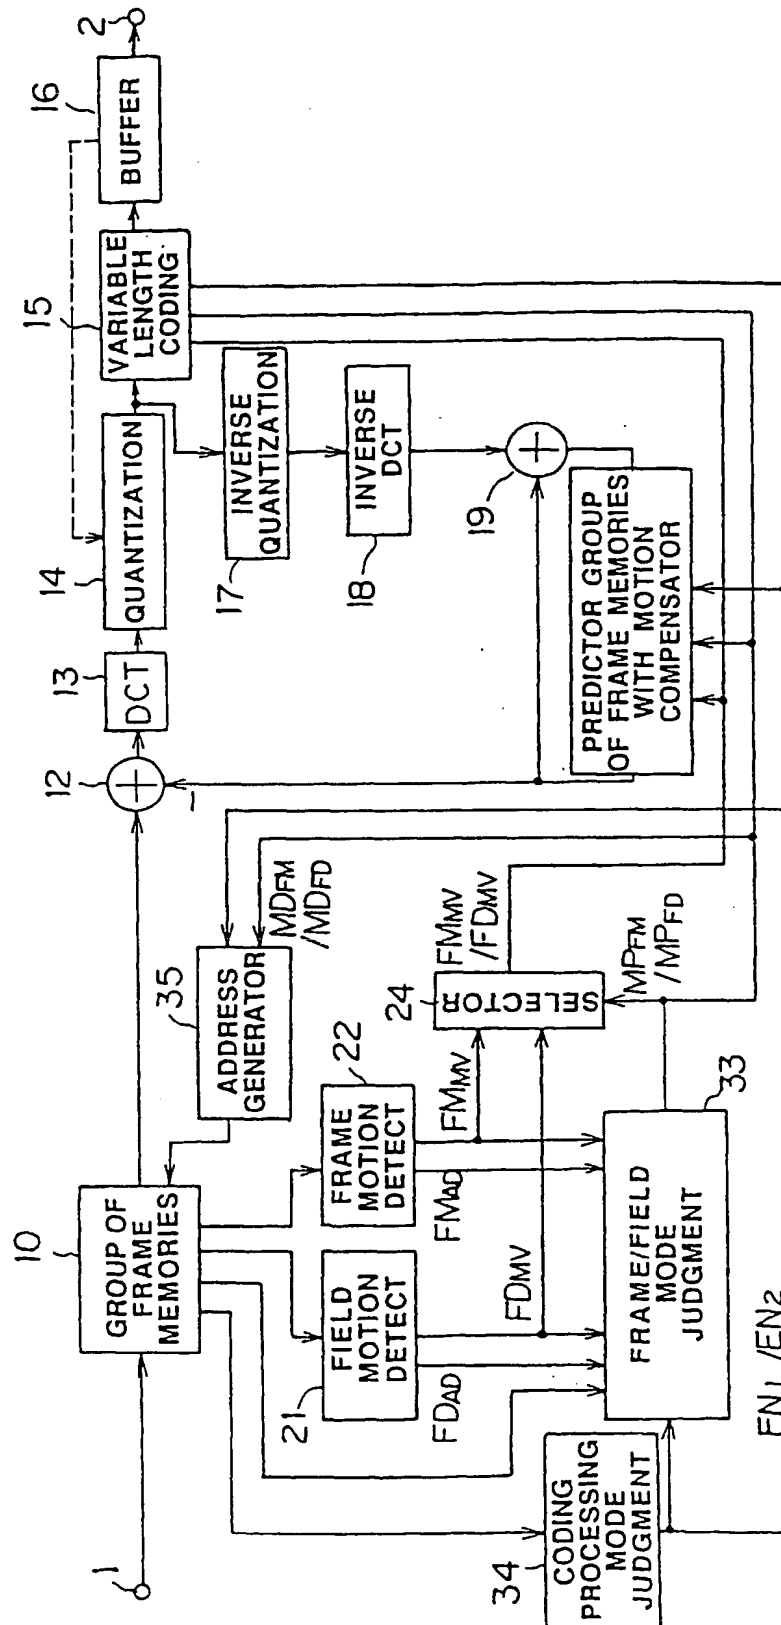 1
10
GROUP OF
FRAME
MEMORIES
12
−
13
DCT
14
QUANTIZATION
15
VARIABLE
LENGTH
CODING
16
BUFFER
2
17
INVERSE
QUANTIZATION
18
INVERSE
DCT
19
PREDICTOR GROUP
OF FRAME MEMORIES
WITH MOTION
COMPENSATOR
35
ADDRESS
GENERATOR
MDFM
/MDFD
21
FIELD
MOTION
DETECT
22
FRAME
MOTION
DETECT
FDAD
FDMV
FMAD
FMMV
24
SELECTOR
FMMV
/FDMV
MPFM
/MPFD
33
FRAME/FIELD
MODE
JUDGMENT
34
CODING
PROCESSING
MODE
JUDGMENT
EN1 /EN2